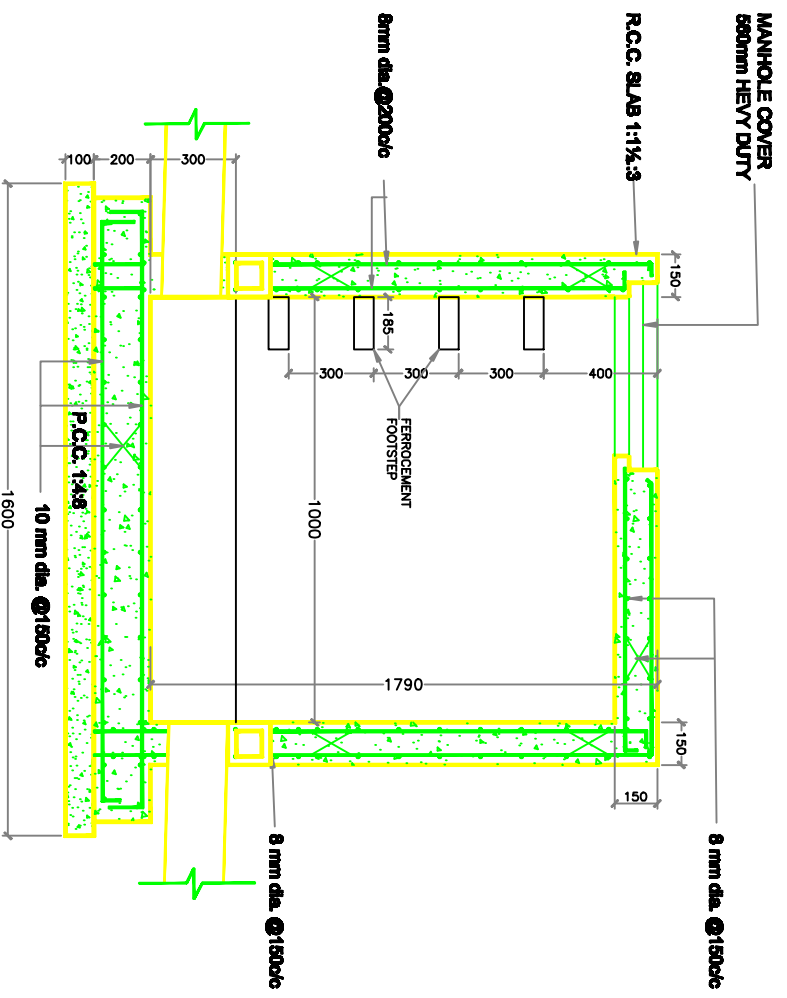 MANHOLE COVER
560mm HEVY DUTY
R.C.C. SLAB 1:1½:3
8mm dia.@200c/c
150
150
150
400
300
300
300
185
FERROCEMENT
FOOTSTEP
1000
1790
8 mm dia. @150c/c
8 mm dia. @150c/c
300
200
100
P.C.C. 1:4:8
10 mm dia. @150c/c
1600